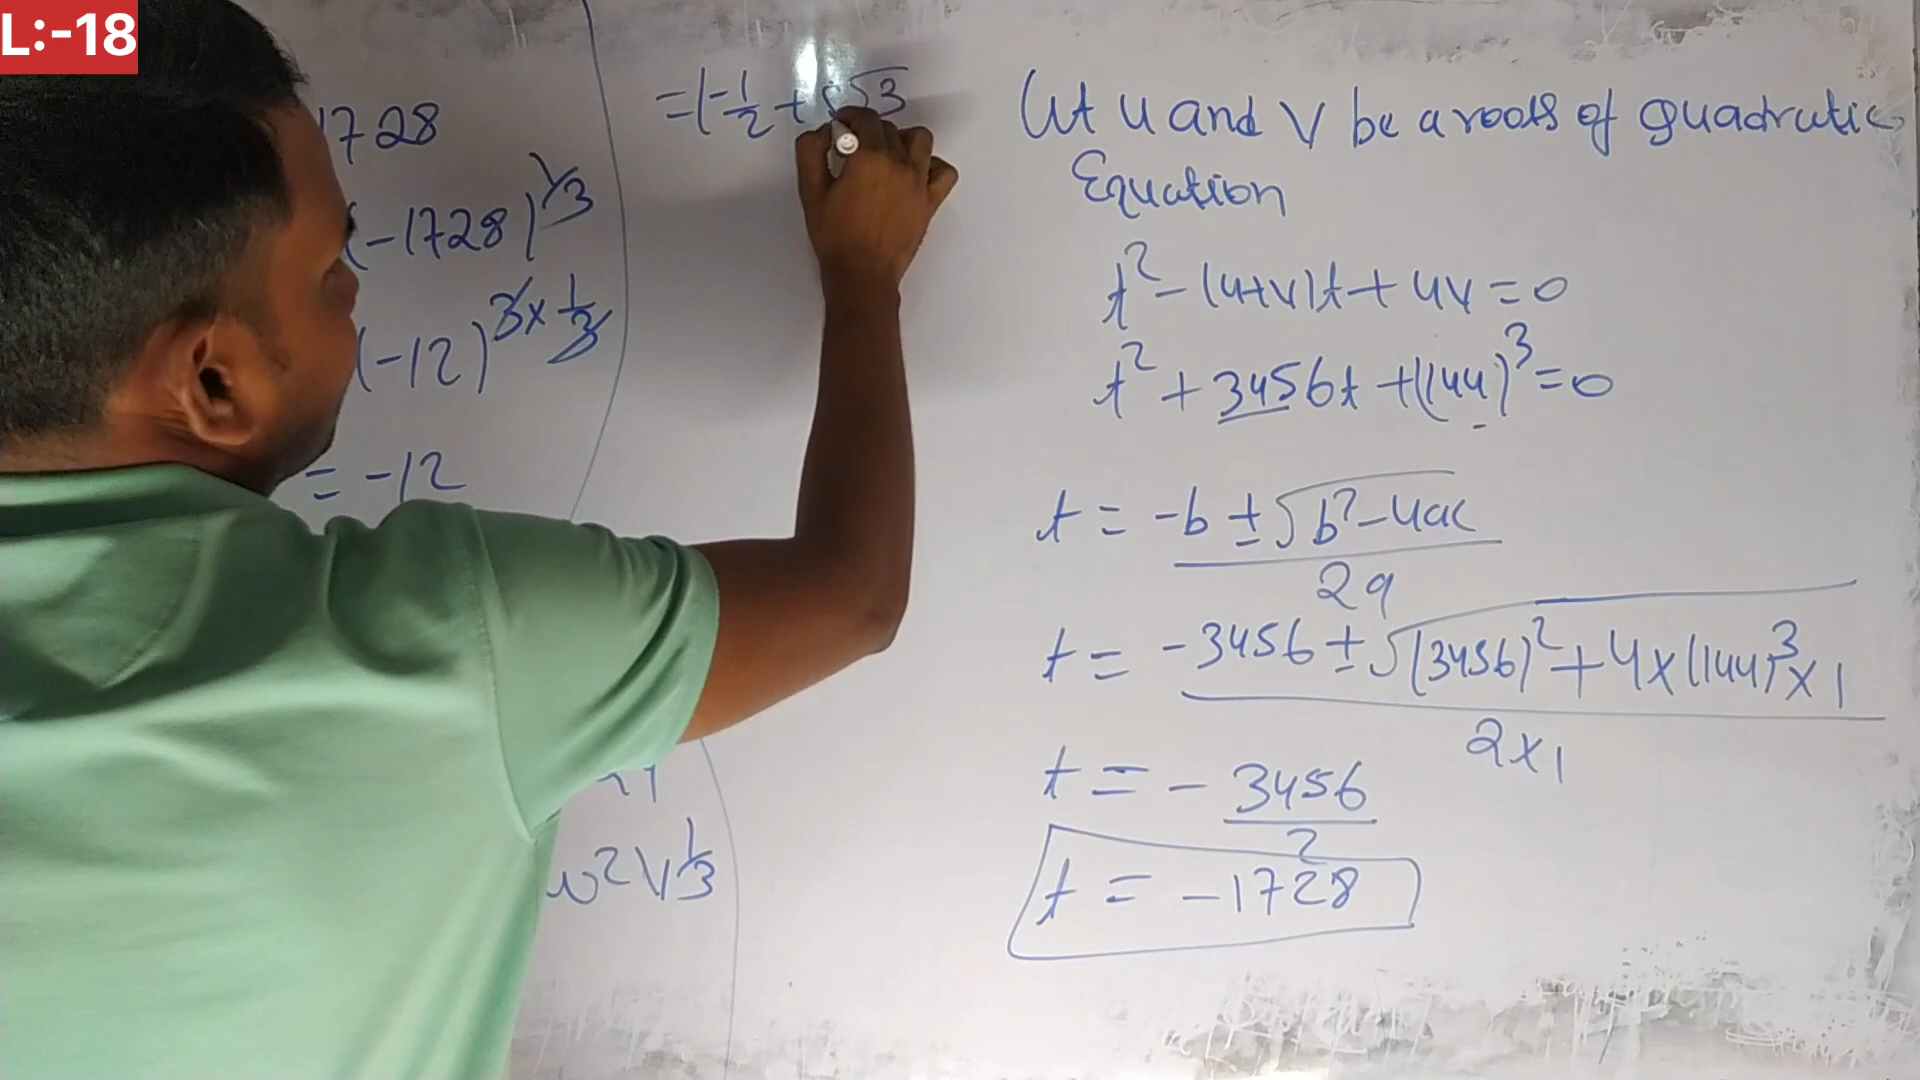 L:-18
1728
(-1728)^1/3
(-12)^3×1/3
= -12
ω²)^1/3
=(-1/2+i√3
Let u and v be a roots of quadratic
Equation
t²-(u+v)t+uv=0
t²+3456t+(144)³=0
t = -b±√b²-4ac
2a
t = -3456±√(3456)²+4×(144)³×1
2×1
t = - 3456
2
t = -1728